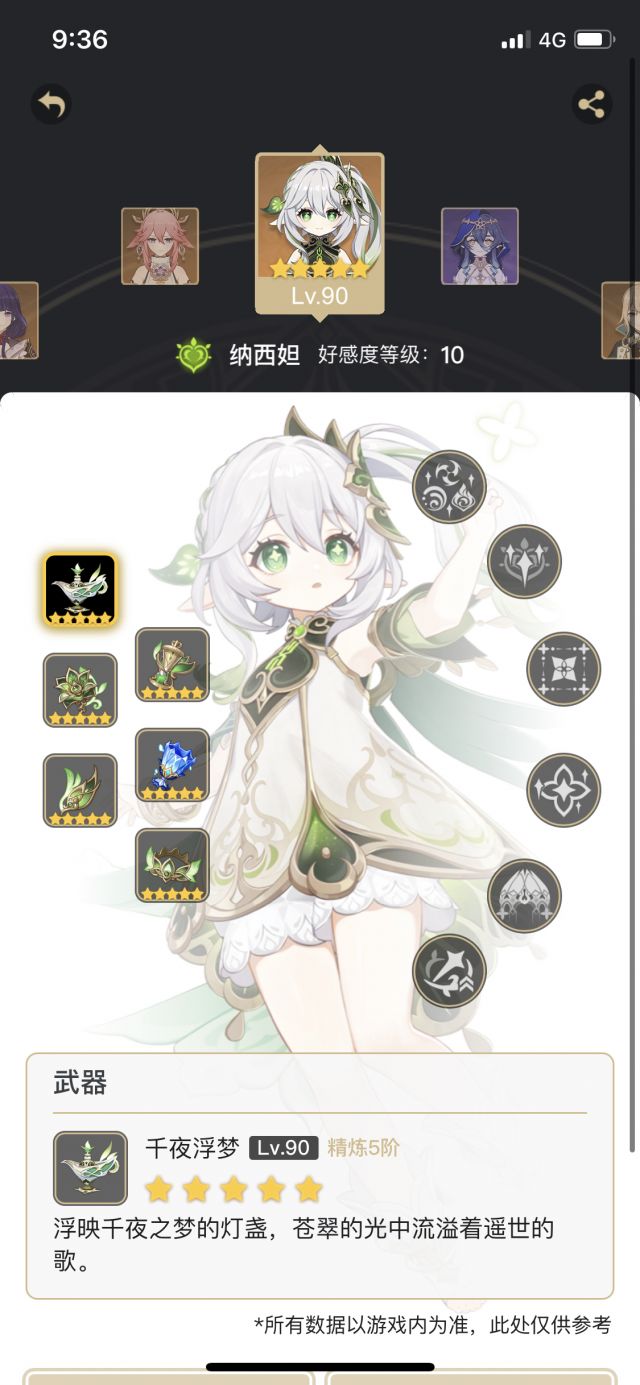 9:36
4G
Lv.90
纳西妲 好感度等级：10
武器
千夜浮梦 Lv.90 精炼5阶
浮映千夜之梦的灯盏，苍翠的光中流溢着遥世的
歌。
*所有数据以游戏内为准，此处仅供参考